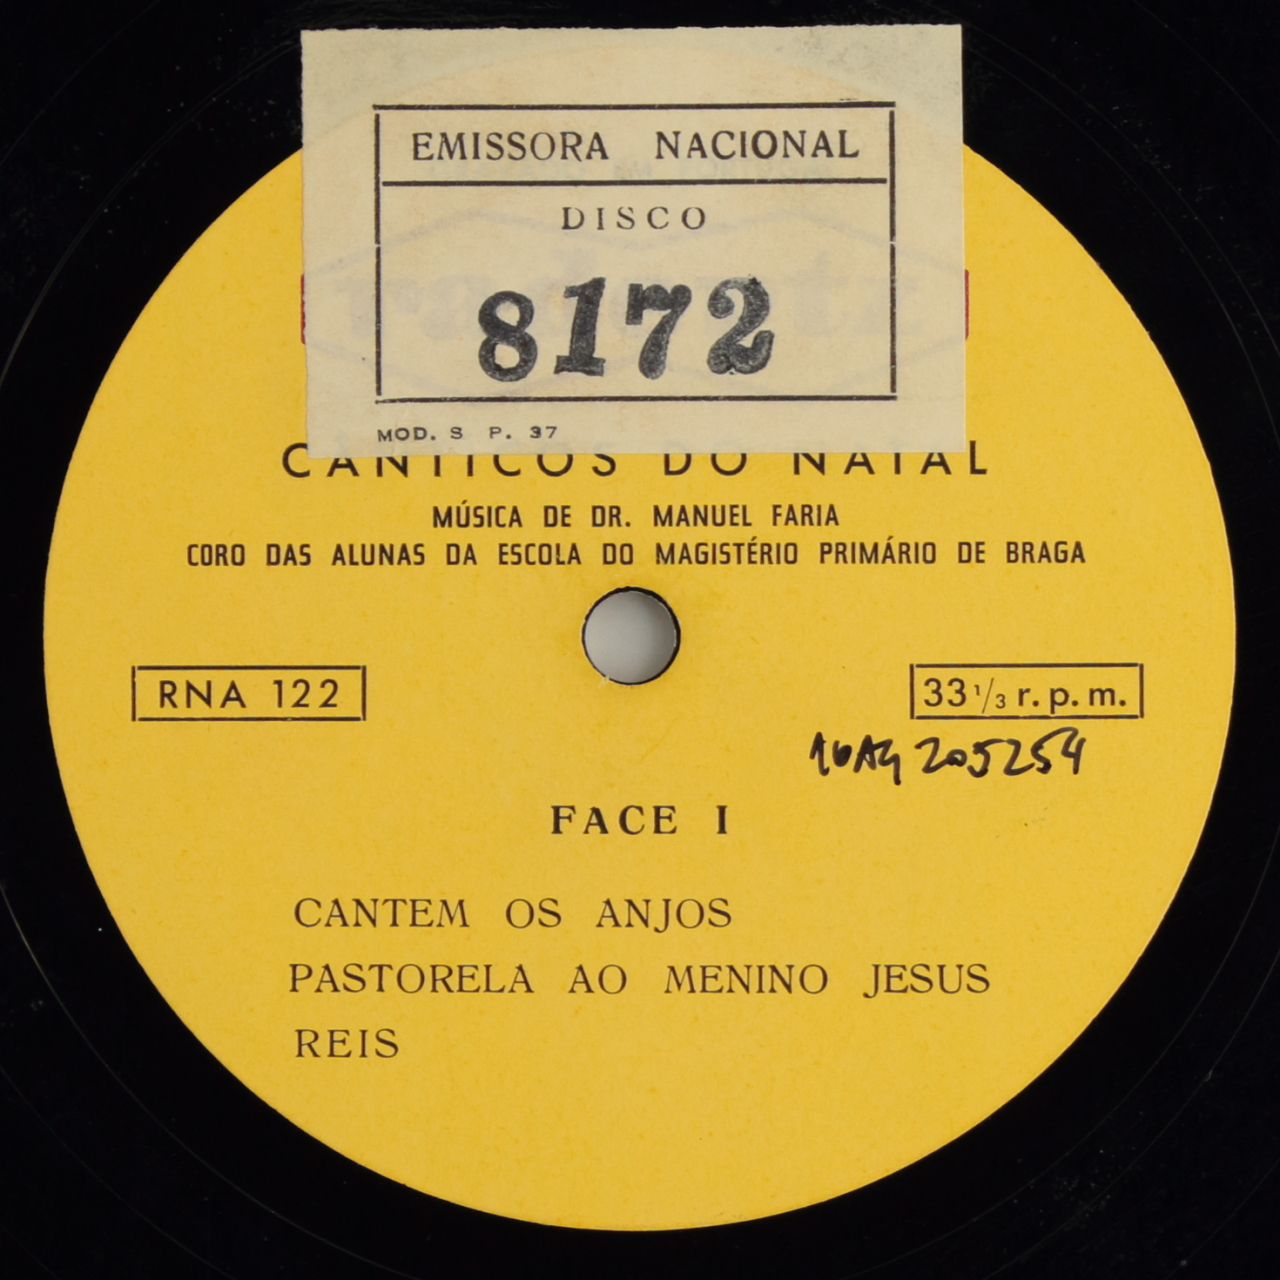 EMISSORA NACIONAL
DISCO
8172
MOD. S P. 37
CÂNTICOS DO NATAL
MÚSICA DE DR. MANUEL FARIA
CORO DAS ALUNAS DA ESCOLA DO MAGISTÉRIO PRIMÁRIO DE BRAGA
RNA 122
33 1/3 r. p. m.
205254
FACE I
CANTEM OS ANJOS
PASTORELA AO MENINO JESUS
REIS